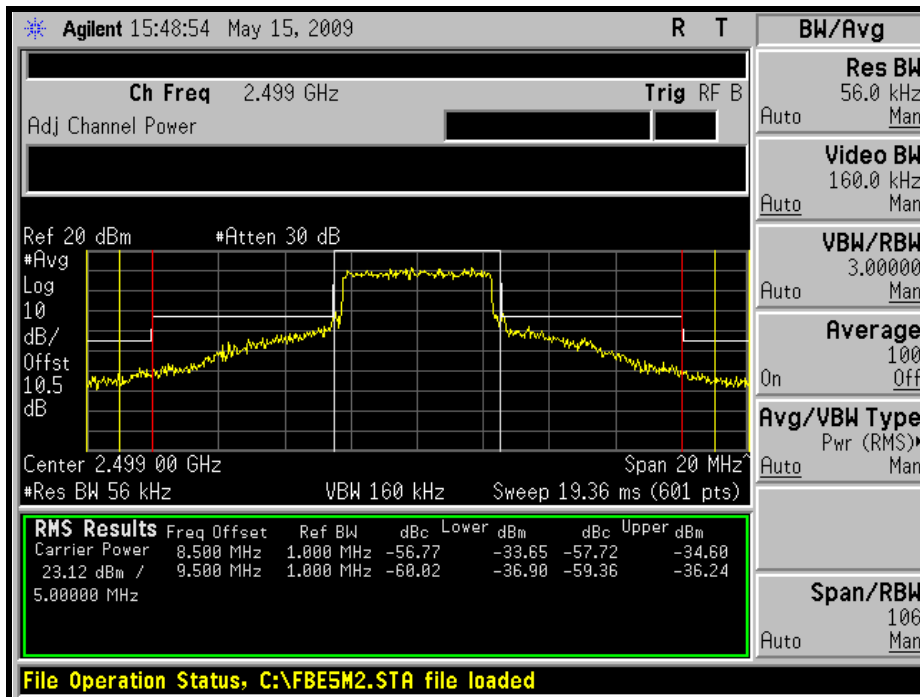 Agilent 15:48:54 May 15, 2009 R T
Ch Freq 2.499 GHz Trig RF B
Adj Channel Power
Ref 20 dBm #Atten 30 dB
#Avg
Log
10
dB/
Offst
10.5
dB
Center 2.499 00 GHz Span 20 MHz^
#Res BW 56 kHz VBW 160 kHz Sweep 19.36 ms (601 pts)
RMS Results Freq Offset Ref BW dBc Lower dBm dBc Upper dBm
Carrier Power 8.500 MHz 1.000 MHz -56.77 -33.65 -57.72 -34.60
23.12 dBm / 9.500 MHz 1.000 MHz -60.02 -36.90 -59.36 -36.24
5.00000 MHz
File Operation Status, C:\FBE5M2.STA file loaded
BW/Avg
Res BW
56.0 kHz
Auto Man
Video BW
160.0 kHz
Auto Man
VBW/RBW
3.00000
Auto Man
Average
100
On Off
Avg/VBW Type
Pwr (RMS)▸
Auto Man
Span/RBW
106
Auto Man